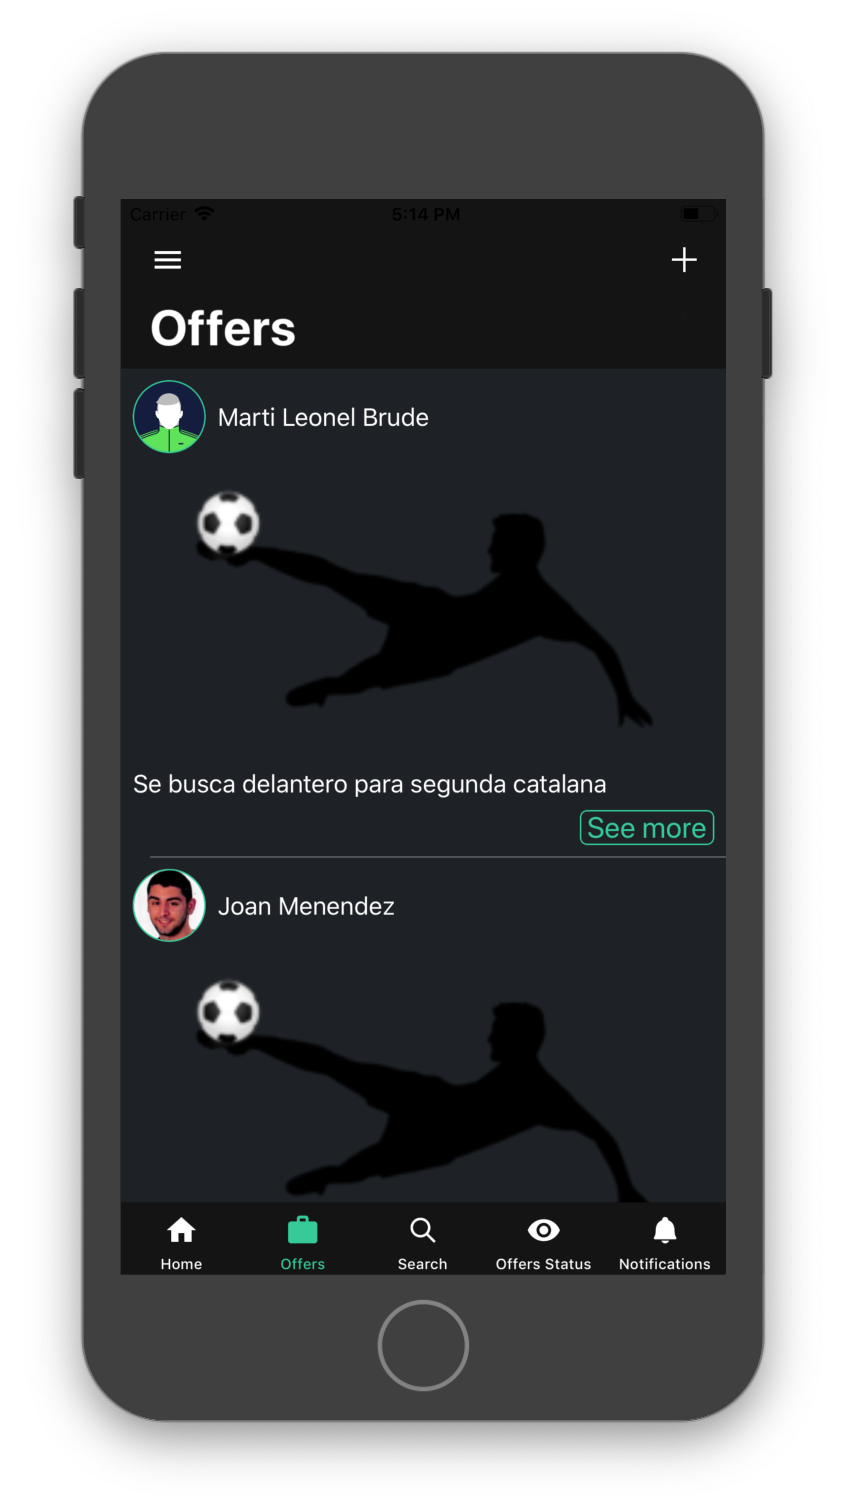 Carrier 5:14 PM
Offers
Marti Leonel Brude
Se busca delantero para segunda catalana
See more
Joan Menendez
Home Offers Search Offers Status Notifications